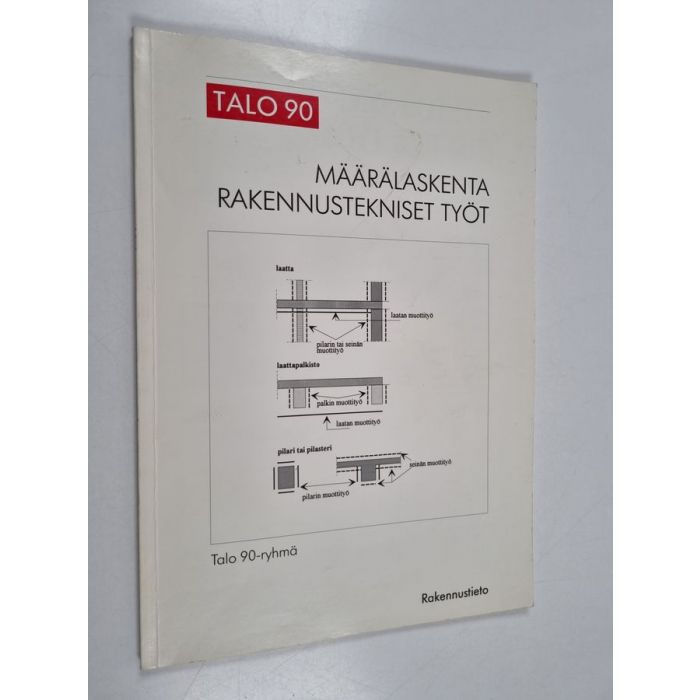 TALO 90
MÄÄRÄLASKENTA
RAKENNUSTEKNISET TYÖT
laatta
laatan muottityö
pilarin tai seinän
muottityö
laattapalkisto
palkin muottityö
laatan muottityö
pilari tai pilasteri
seinän muottityö
pilarin muottityö
Talo 90-ryhmä
Rakennustieto